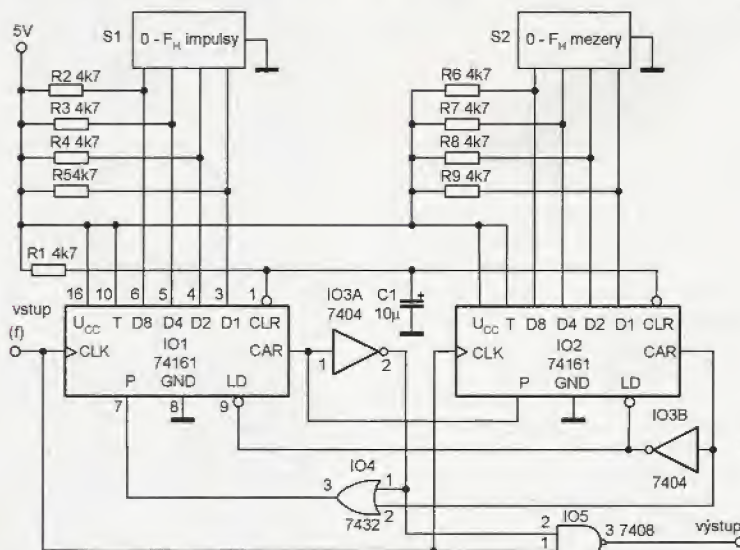 5V
S1
0 - FH impulsy
S2
0 - FH mezery
R2 4k7
R3 4k7
R4 4k7
R54k7
R6 4k7
R7 4k7
R8 4k7
R9 4k7
R1 4k7
16 10 6 5 4 3 1
vstup
(f)
UCC T D8 D4 D2 D1 CLR
CLK
IO1
74161
CAR
P GND LD
7 8 9
IO3A
7404
1 2
C1
10µ
+
UCC T D8 D4 D2 D1 CLR
CLK
IO2
74161
CAR
P GND LD
IO3B
7404
IO4
3 1
2
7432
IO5
2
1
3 7408
výstup